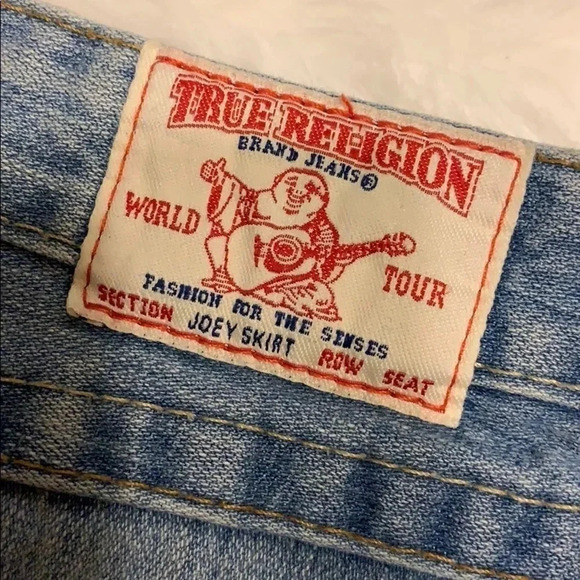 TRUE RELIGION
BRAND JEANS®
WORLD TOUR
FASHION FOR THE SENSES
SECTION JOEY SKIRT ROW SEAT